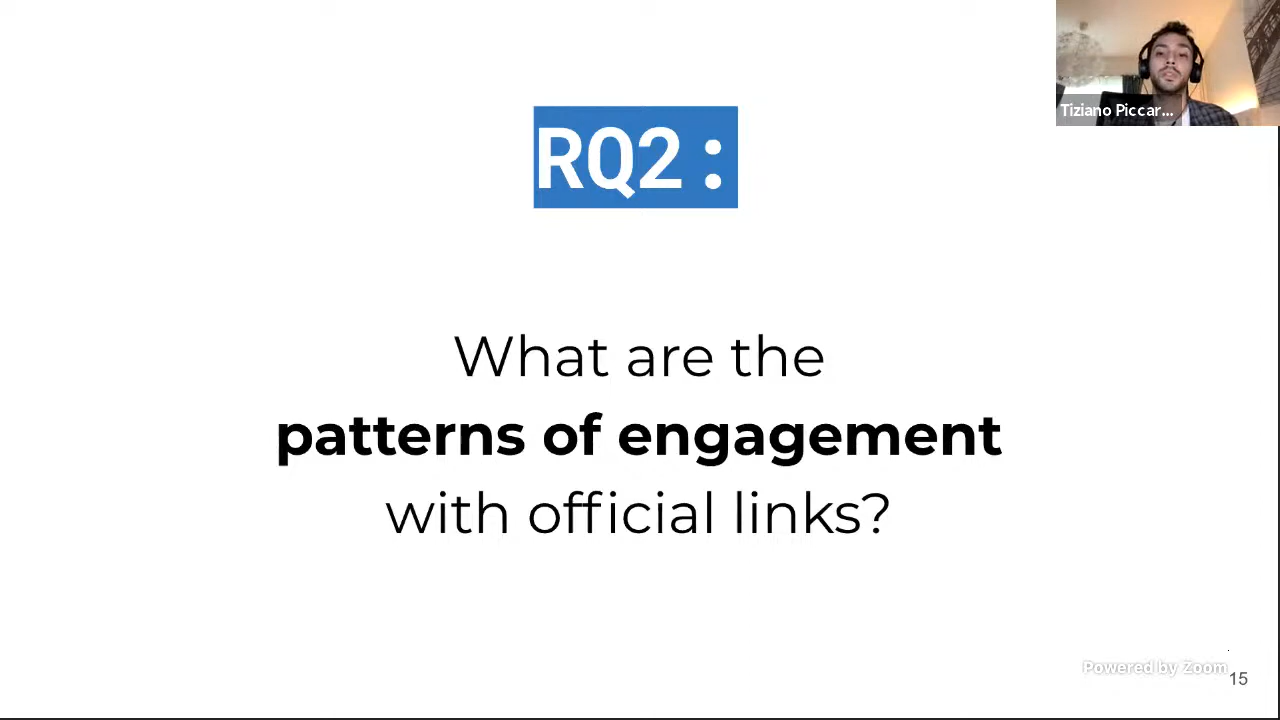 Tiziano Piccar...
RQ2:
What are the
patterns of engagement
with official links?
Powered by Zoom
15